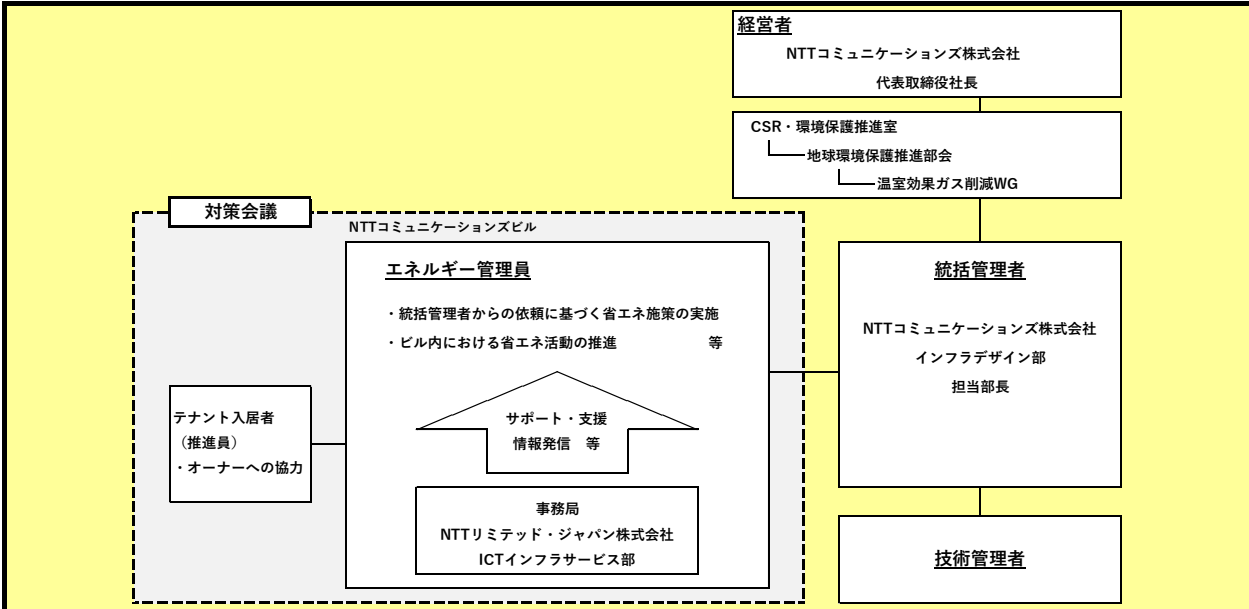 経営者
NTTコミュニケーションズ株式会社
代表取締役社長
CSR・環境保護推進室
地球環境保護推進部会
温室効果ガス削減WG
対策会議
NTTコミュニケーションズビル
エネルギー管理員
・統括管理者からの依頼に基づく省エネ施策の実施
・ビル内における省エネ活動の推進　等
サポート・支援
情報発信　等
事務局
NTTリミテッド・ジャパン株式会社
ICTインフラサービス部
テナント入居者
（推進員）
・オーナーへの協力
統括管理者
NTTコミュニケーションズ株式会社
インフラデザイン部
担当部長
技術管理者